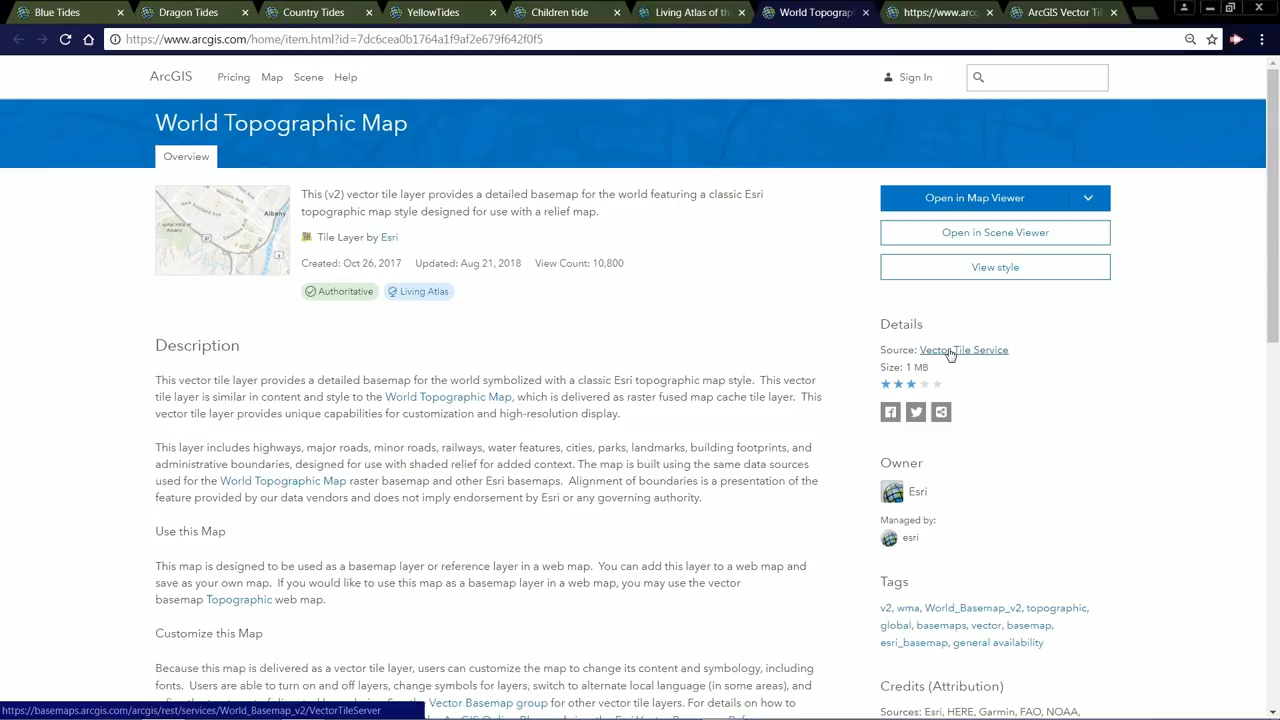 Blue Tides
Dragon Tides
Country Tides
YellowTides
Children tide
Living Atlas of th
World Topograph
https://www.arcg
ArcGIS Vector Til
https://www.arcgis.com/home/item.html?id=7dc6cea0b1764a1f9af2e679f642f0f5
ArcGIS Pricing Map Scene Help
Sign In
World Topographic Map
Overview
Albany
This (v2) vector tile layer provides a detailed basemap for the world featuring a classic Esri
topographic map style designed for use with a relief map.
Tile Layer by Esri
Created: Oct 26, 2017 Updated: Aug 21, 2018 View Count: 10,800
Authoritative Living Atlas
Open in Map Viewer
Open in Scene Viewer
View style
Description
This vector tile layer provides a detailed basemap for the world symbolized with a classic Esri topographic map style. This vector
tile layer is similar in content and style to the World Topographic Map, which is delivered as raster fused map cache tile layer. This
vector tile layer provides unique capabilities for customization and high-resolution display.
This layer includes highways, major roads, minor roads, railways, water features, cities, parks, landmarks, building footprints, and
administrative boundaries, designed for use with shaded relief for added context. The map is built using the same data sources
used for the World Topographic Map raster basemap and other Esri basemaps. Alignment of boundaries is a presentation of the
feature provided by our data vendors and does not imply endorsement by Esri or any governing authority.
Use this Map
This map is designed to be used as a basemap layer or reference layer in a web map. You can add this layer to a web map and
save as your own map. If you would like to use this map as a basemap layer in a web map, you may use the vector
basemap Topographic web map.
Customize this Map
Because this map is delivered as a vector tile layer, users can customize the map to change its content and symbology, including
fonts. Users are able to turn on and off layers, change symbols for layers, switch to alternate local language (in some areas), and
Vector Basemap group for other vector tile layers. For details on how to
Details
Source: Vector Tile Service
Size: 1 MB
Owner
Esri
Managed by:
esri
Tags
v2, wma, World_Basemap_v2, topographic,
global, basemaps, vector, basemap,
esri_basemap, general availability
Credits (Attribution)
Sources: Esri, HERE, Garmin, FAO, NOAA,
https://basemaps.arcgis.com/arcgis/rest/services/World_Basemap_v2/VectorTileServer